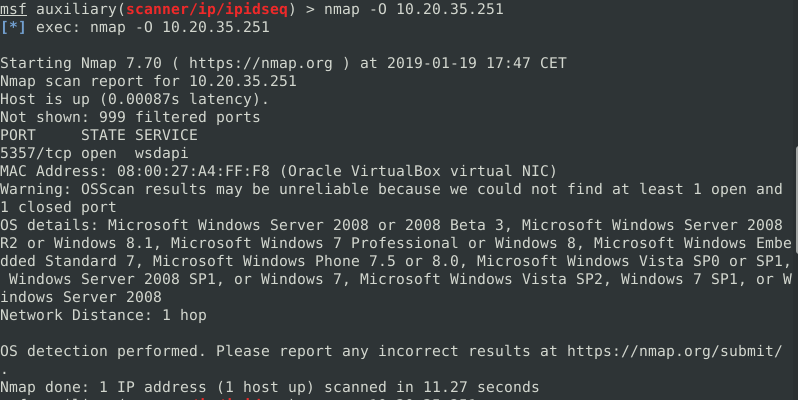 msf auxiliary(scanner/ip/ipidseq) > nmap -O 10.20.35.251
[*] exec: nmap -O 10.20.35.251
Starting Nmap 7.70 ( https://nmap.org ) at 2019-01-19 17:47 CET
Nmap scan report for 10.20.35.251
Host is up (0.00087s latency).
Not shown: 999 filtered ports
PORT     STATE SERVICE
5357/tcp open  wsdapi
MAC Address: 08:00:27:A4:FF:F8 (Oracle VirtualBox virtual NIC)
Warning: OSScan results may be unreliable because we could not find at least 1 open and
1 closed port
OS details: Microsoft Windows Server 2008 or 2008 Beta 3, Microsoft Windows Server 2008
R2 or Windows 8.1, Microsoft Windows 7 Professional or Windows 8, Microsoft Windows Embe
dded Standard 7, Microsoft Windows Phone 7.5 or 8.0, Microsoft Windows Vista SP0 or SP1,
 Windows Server 2008 SP1, or Windows 7, Microsoft Windows Vista SP2, Windows 7 SP1, or W
indows Server 2008
Network Distance: 1 hop
OS detection performed. Please report any incorrect results at https://nmap.org/submit/
.
Nmap done: 1 IP address (1 host up) scanned in 11.27 seconds